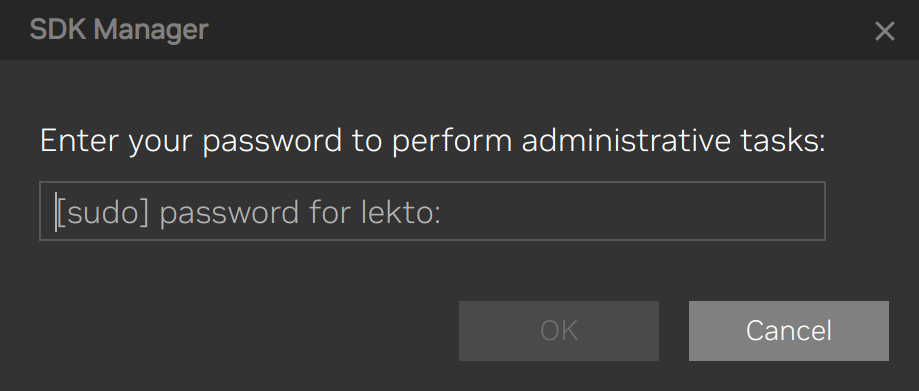 SDK Manager
Enter your password to perform administrative tasks:
[sudo] password for lekto:
OK
Cancel